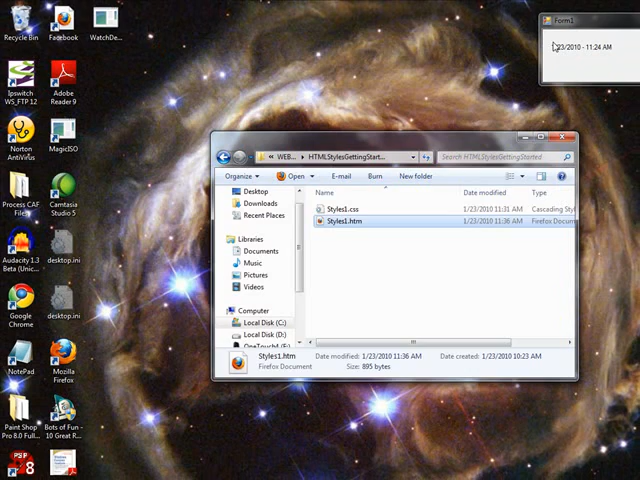 Recycle Bin
Facebook
WatchDe...
Form1
23/2010 - 11:24 AM
Ipswitch
WS_FTP 12
Adobe
Reader 9
Norton
AntiVirus
MagicISO
Process CAF
Files
Camtasia
Studio 5
Audacity 1.3
Beta (Unic...
desktop.ini
Google
Chrome
desktop.ini
NotePad
Mozilla
Firefox
Paint Shop
Pro 8.0 Full...
Bots of Fun -
10 Great R...
PSP
8
« WEB... ▸ HTMLStylesGettingStart...
Search HTMLStylesGettingStarted
Organize
Open
E-mail
Burn
New folder
Name
Date modified
Type
Styles1.css
1/23/2010 11:31 AM
Cascading Styl
Styles1.htm
1/23/2010 11:36 AM
Firefox Docum
Desktop
Downloads
Recent Places
Libraries
Documents
Music
Pictures
Videos
Computer
Local Disk (C:)
Local Disk (D:)
OneTouch4 (E:)
Styles1.htm
Date modified: 1/23/2010 11:36 AM
Date created: 1/23/2010 10:23 AM
Firefox Document
Size: 895 bytes